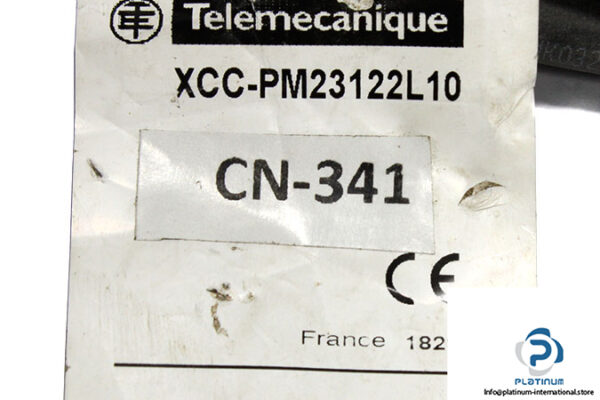 Telemecanique
XCC-PM23122L10
CN-341
CE
France 182
PLATINUM
Info@platinum-international.store